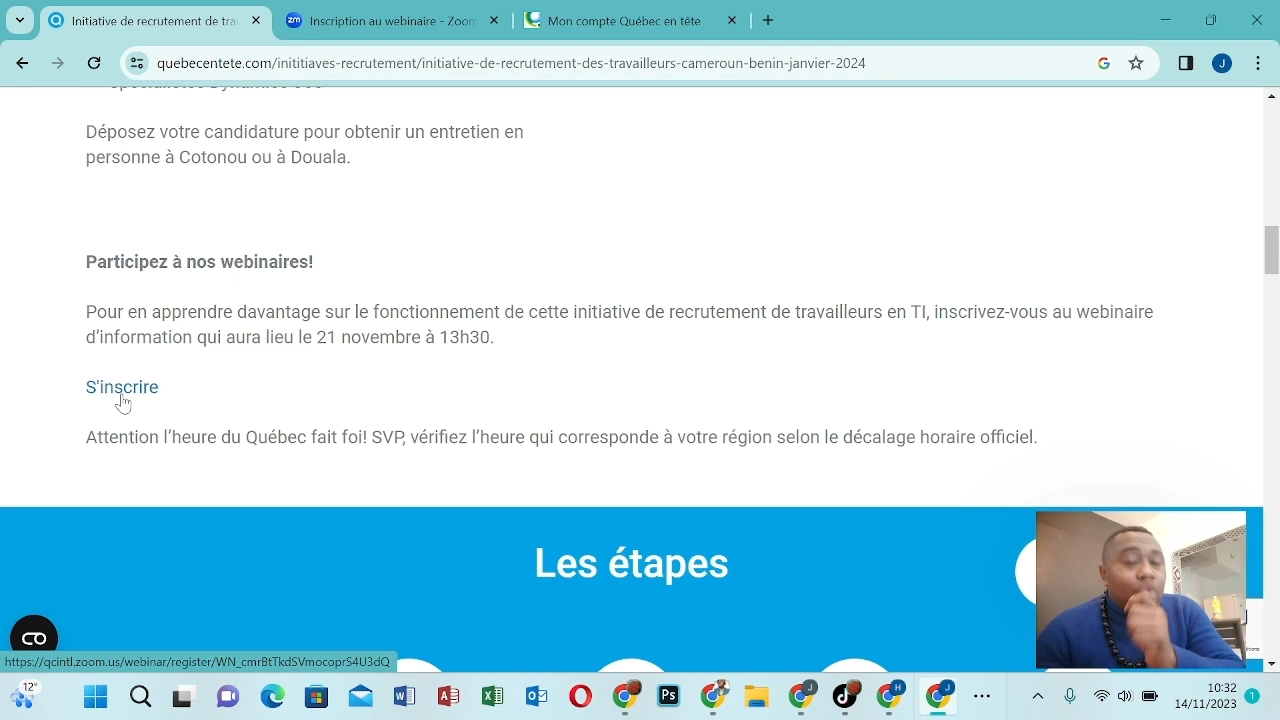 Initiative de recrutement de tra
Inscription au webinaire - Zoom
Mon compte Québec en tête
quebecentete.com/inititiaves-recrutement/initiative-de-recrutement-des-travailleurs-cameroun-benin-janvier-2024
Déposez votre candidature pour obtenir un entretien en
personne à Cotonou ou à Douala.
Participez à nos webinaires!
Pour en apprendre davantage sur le fonctionnement de cette initiative de recrutement de travailleurs en TI, inscrivez-vous au webinaire
d'information qui aura lieu le 21 novembre à 13h30.
S'inscrire
Attention l'heure du Québec fait foi! SVP, vérifiez l'heure qui correspond à votre région selon le décalage horaire officiel.
Les étapes
https://qcintl.zoom.us/webinar/register/WN_cmrBtTkdSVmocoprS4U3dQ
12°
10:32
14/11/2023